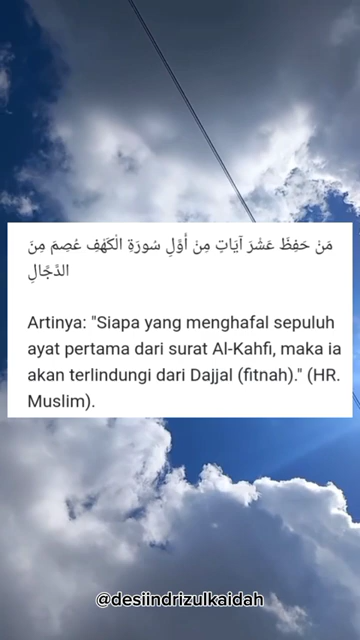 مَنْ حَفِظَ عَشْرَ آيَاتٍ مِنْ أَوَّلِ سُورَةِ الْكَهْفِ عُصِمَ مِنَ
الدَّجَّالِ
Artinya: "Siapa yang menghafal sepuluh
ayat pertama dari surat Al-Kahfi, maka ia
akan terlindungi dari Dajjal (fitnah)." (HR.
Muslim).
@desiindrizulkaidah